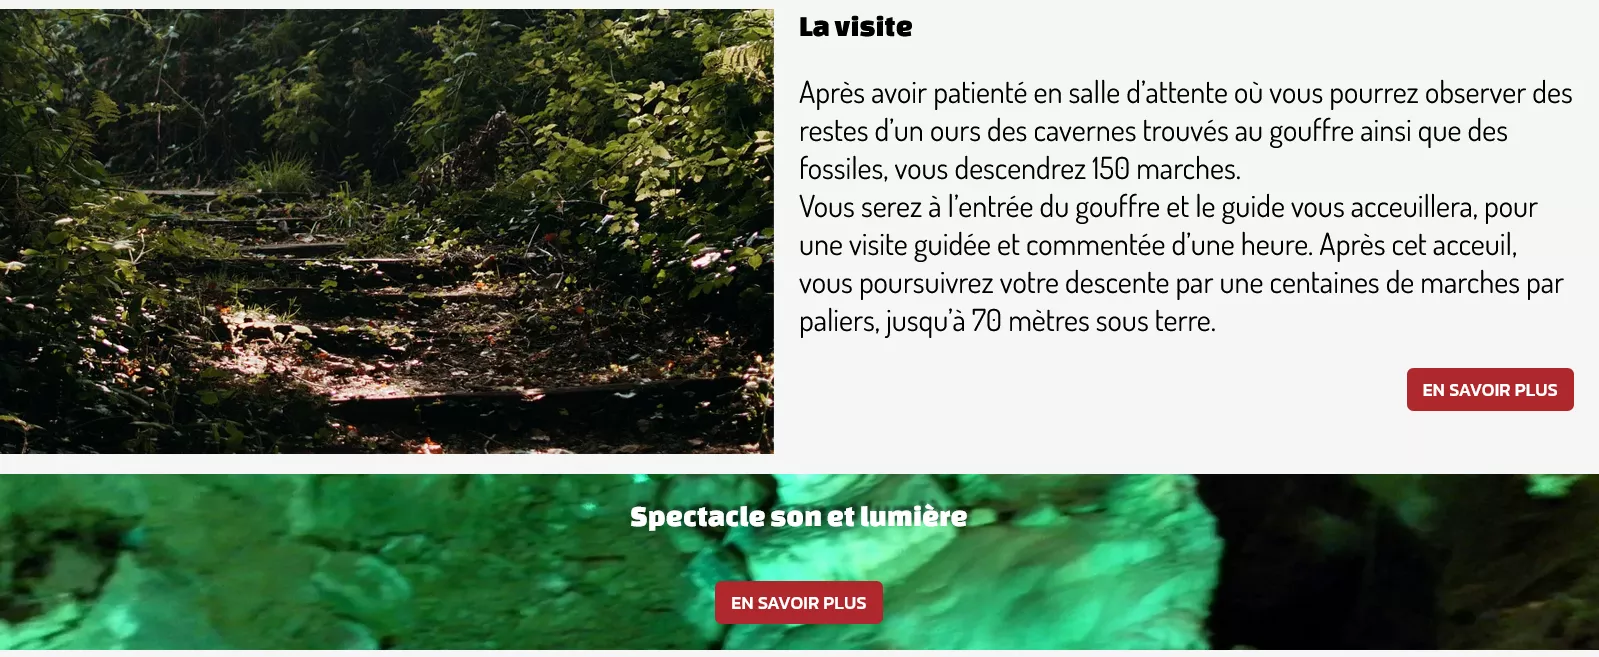 La visite
Après avoir patienté en salle d’attente où vous pourrez observer des
restes d’un ours des cavernes trouvés au gouffre ainsi que des
fossiles, vous descendrez 150 marches.
Vous serez à l’entrée du gouffre et le guide vous acceuillera, pour
une visite guidée et commentée d’une heure. Après cet acceuil,
vous poursuivrez votre descente par une centaines de marches par
paliers, jusqu’à 70 mètres sous terre.
EN SAVOIR PLUS
Spectacle son et lumière
EN SAVOIR PLUS